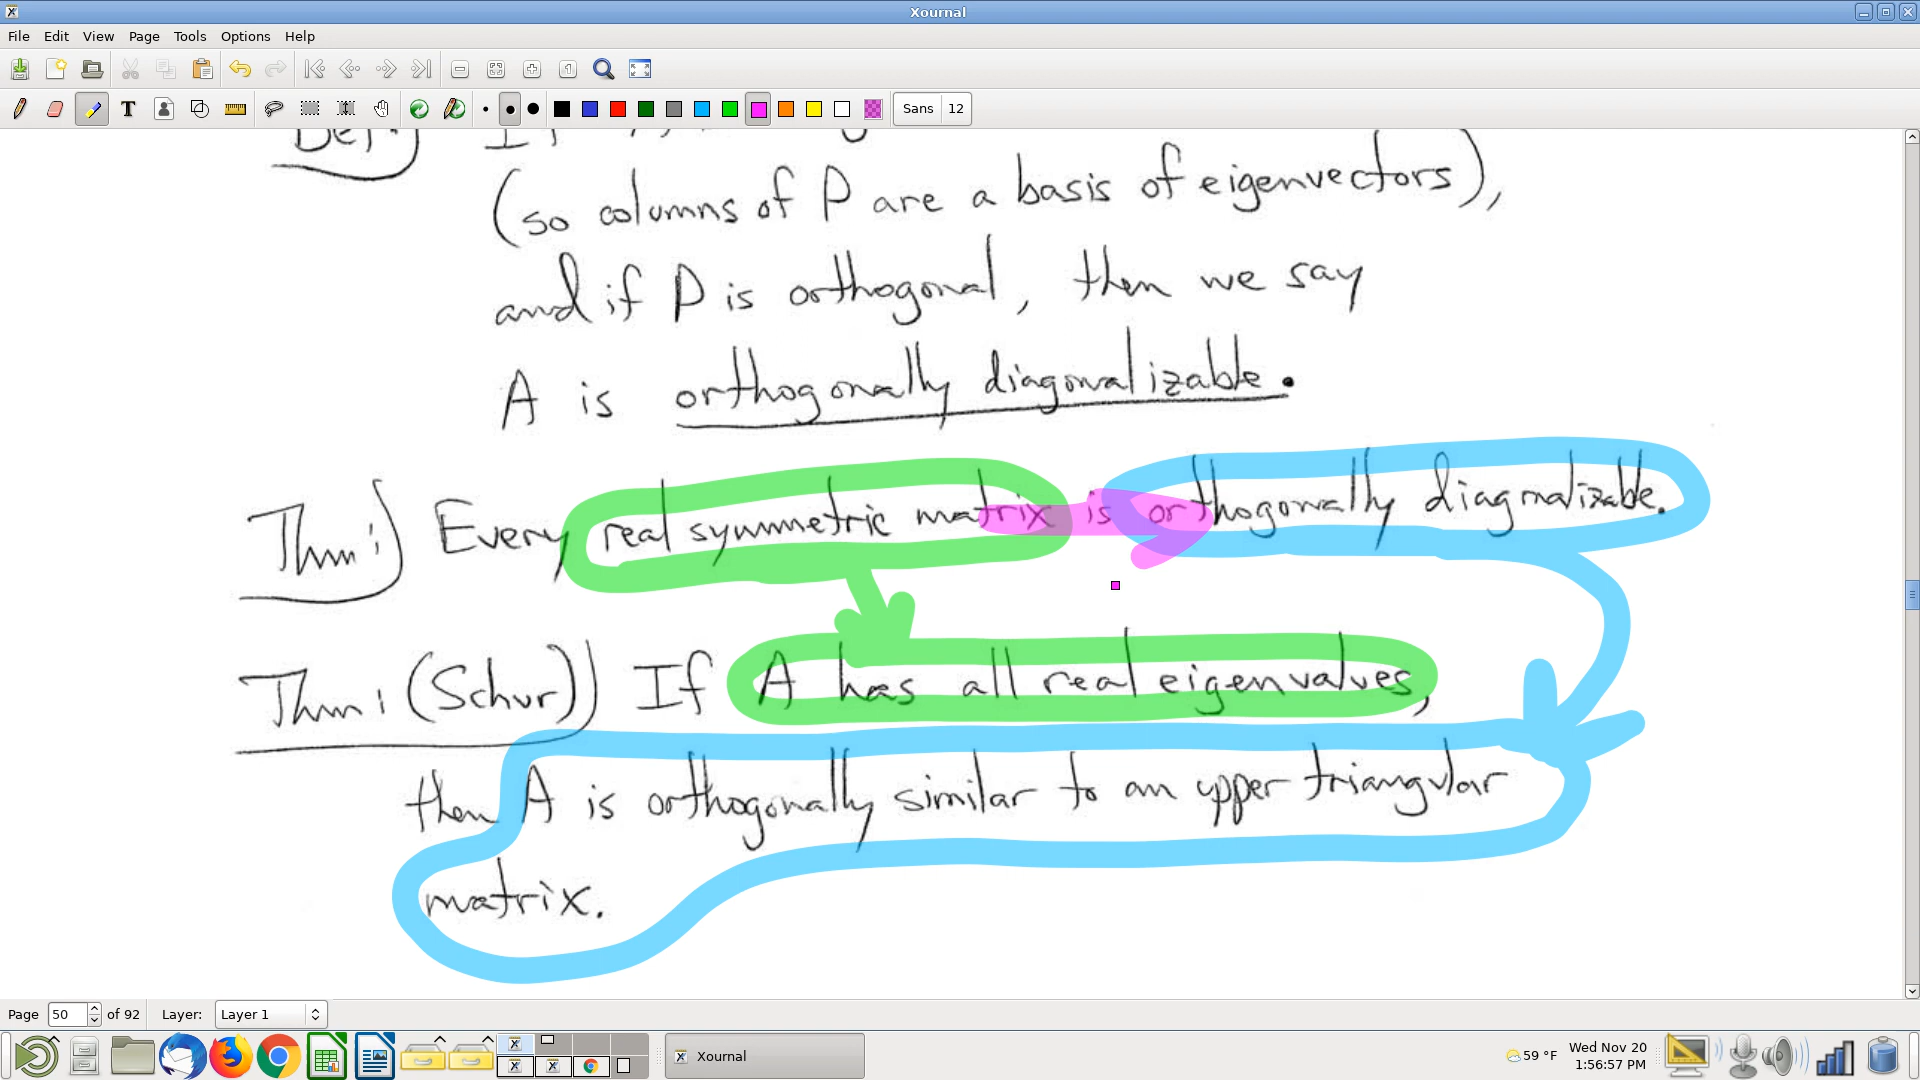 Xournal
File Edit View Page Tools Options Help
Sans 12
Def:
(so columns of P are a basis of eigenvectors),
and if P is orthogonal, then we say
A is orthogonally diagonalizable.
Thm: Every real symmetric matrix is orthogonally diagonalizable.
Thm: (Schur) If A has all real eigenvalues,
then A is orthogonally similar to an upper triangular
matrix.
Page 50 of 92 Layer: Layer 1
Xournal
59 °F
Wed Nov 20
1:56:57 PM